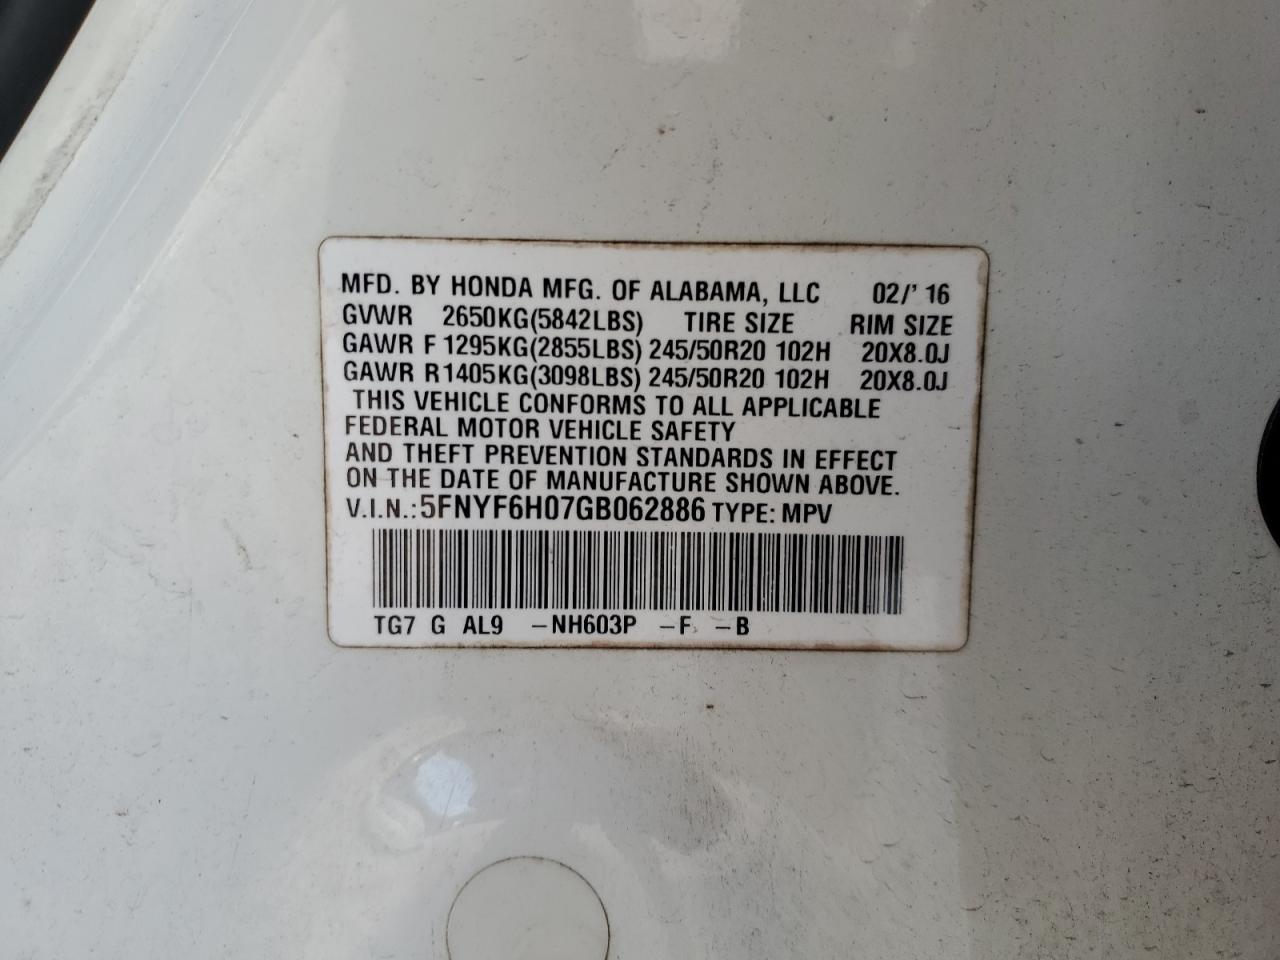 MFD. BY HONDA MFG. OF ALABAMA, LLC 02/' 16
GVWR 2650KG(5842LBS) TIRE SIZE RIM SIZE
GAWR F 1295KG(2855LBS) 245/50R20 102H 20X8.0J
GAWR R1405KG(3098LBS) 245/50R20 102H 20X8.0J
THIS VEHICLE CONFORMS TO ALL APPLICABLE
FEDERAL MOTOR VEHICLE SAFETY
AND THEFT PREVENTION STANDARDS IN EFFECT
ON THE DATE OF MANUFACTURE SHOWN ABOVE.
V.I.N.: 5FNYF6H07GB062886 TYPE: MPV
TG7 G AL9 -NH603P -F -B